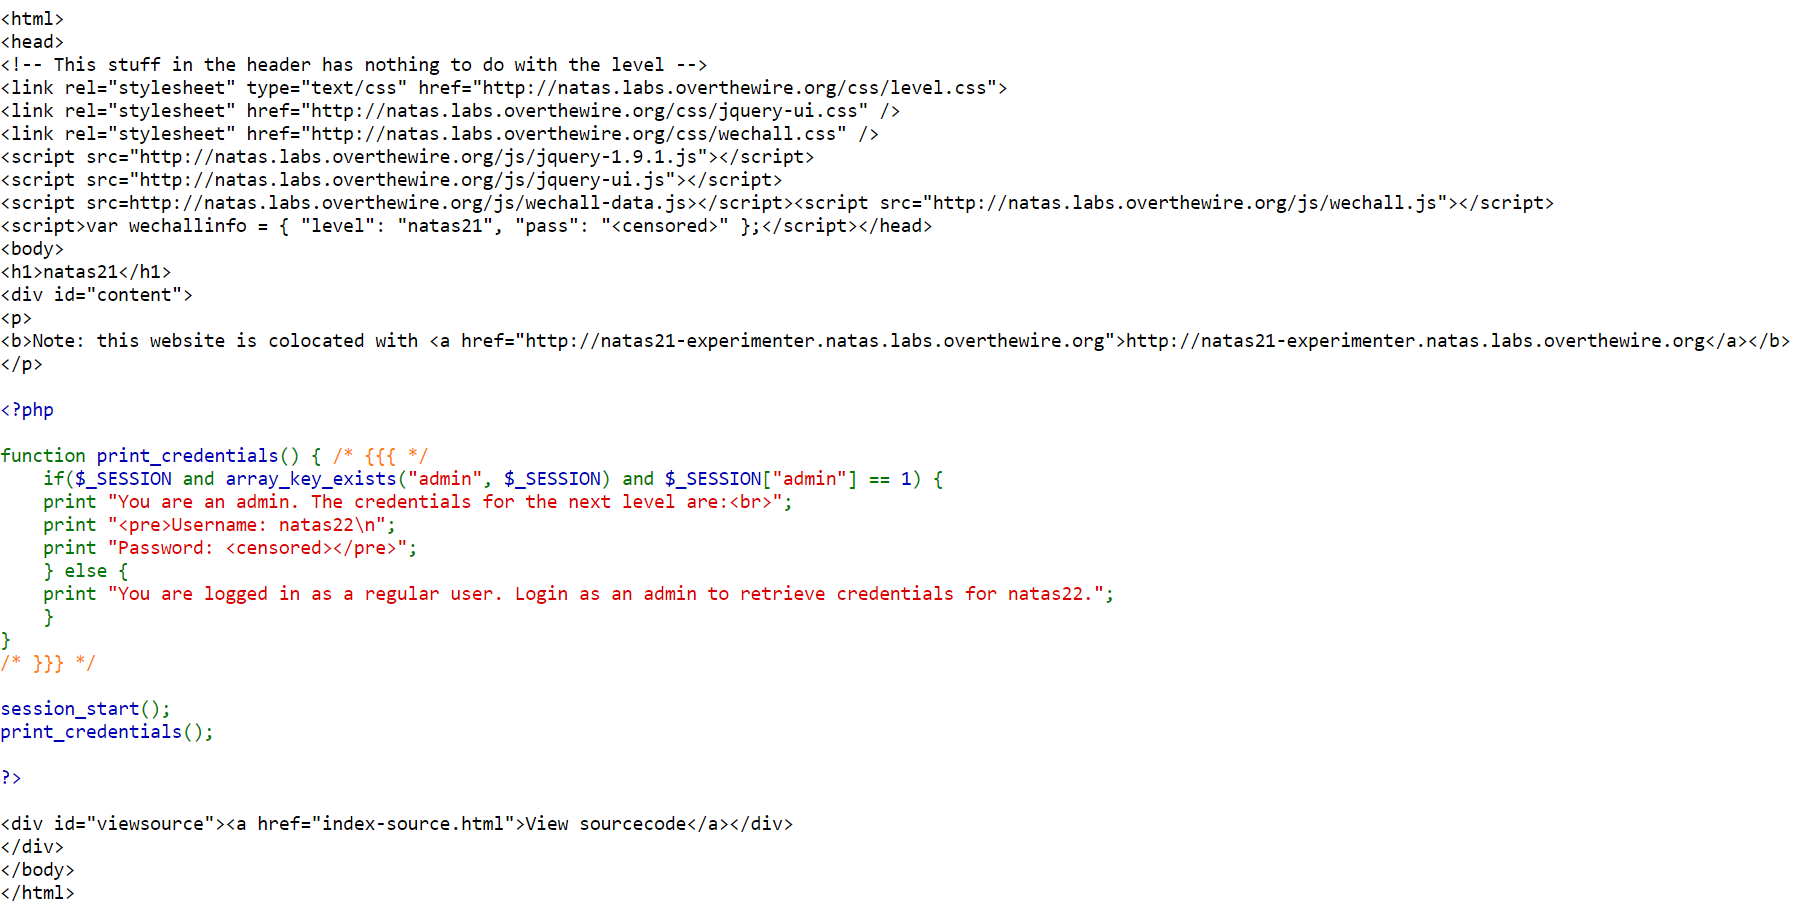 <html>
<head>
<!-- This stuff in the header has nothing to do with the level -->
<link rel="stylesheet" type="text/css" href="http://natas.labs.overthewire.org/css/level.css">
<link rel="stylesheet" href="http://natas.labs.overthewire.org/css/jquery-ui.css" />
<link rel="stylesheet" href="http://natas.labs.overthewire.org/css/wechall.css" />
<script src="http://natas.labs.overthewire.org/js/jquery-1.9.1.js"></script>
<script src="http://natas.labs.overthewire.org/js/jquery-ui.js"></script>
<script src=http://natas.labs.overthewire.org/js/wechall-data.js></script><script src="http://natas.labs.overthewire.org/js/wechall.js"></script>
<script>var wechallinfo = { "level": "natas21", "pass": "<censored>" };</script></head>
<body>
<h1>natas21</h1>
<div id="content">
<p>
<b>Note: this website is colocated with <a href="http://natas21-experimenter.natas.labs.overthewire.org">http://natas21-experimenter.natas.labs.overthewire.org</a></b>
</p>

<?php

function print_credentials() { /* {{{ */
    if($_SESSION and array_key_exists("admin", $_SESSION) and $_SESSION["admin"] == 1) {
    print "You are an admin. The credentials for the next level are:<br>";
    print "<pre>Username: natas22\n";
    print "Password: <censored></pre>";
    } else {
    print "You are logged in as a regular user. Login as an admin to retrieve credentials for natas22.";
    }
}
/* }}} */

session_start();
print_credentials();

?>

<div id="viewsource"><a href="index-source.html">View sourcecode</a></div>
</div>
</body>
</html>